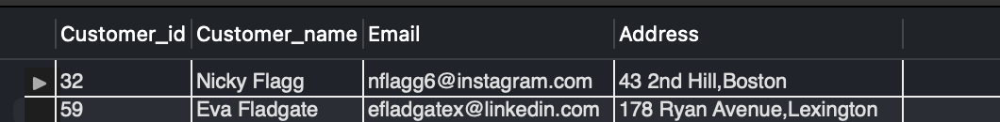 Customer_id Customer_name Email Address
32 Nicky Flagg nflagg6@instagram.com 43 2nd Hill,Boston
59 Eva Fladgate efladgatex@linkedin.com 178 Ryan Avenue,Lexington